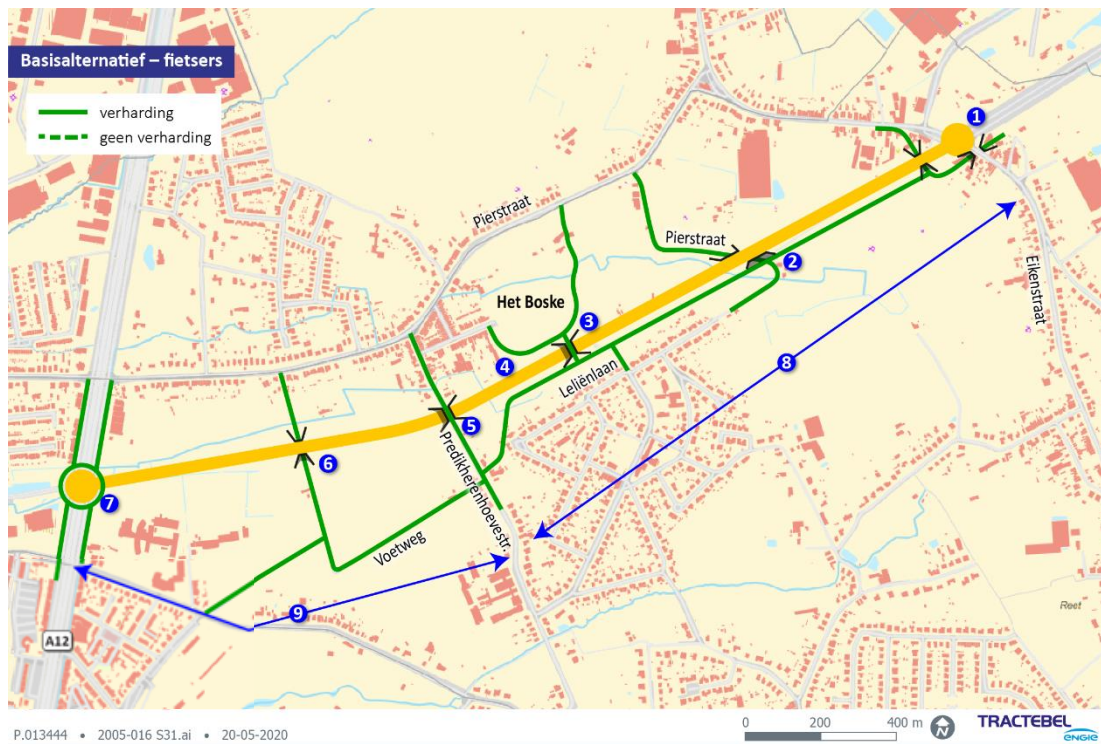 Basisalternatief – fietsers
verharding
geen verharding
1
Pierstraat
Pierstraat
2
Eikenstraat
Het Boske
3
4
Leliënlaan
8
5
Predikherenhoevestr.
6
7
Voetweg
9
Reet
A12
P.013444 • 2005-016 S31.ai • 20-05-2020
0 200 400 m
N
TRACTEBEL
ENGIE